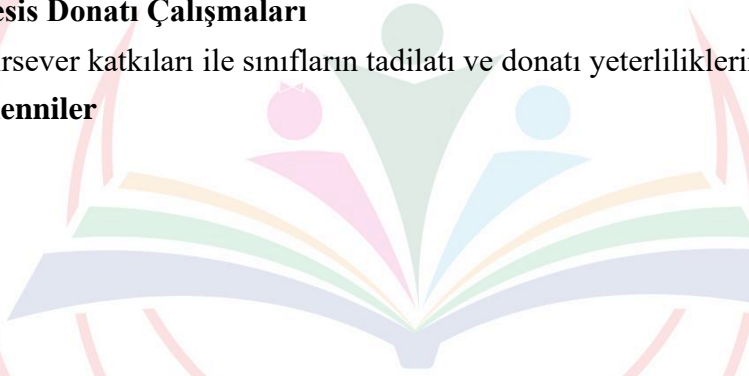 esis Donatı Çalışmaları
rsever katkıları ile sınıfların tadilatı ve donatı yeterlilikleri
enniler